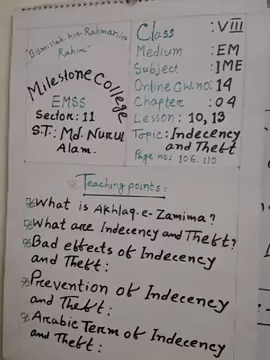 "Bismillah-hir-Rahmanir
Rahim"
Milestone College
EMSS
Sector: 11
S.T: Md. Nurul
Alam.
Class : VIII
Medium : EM
Subject : IME
Online Cw.no: 14
Chapter : 04
Lesson : 10, 13
Topic: Indecency
and Theft
Page no: 106. 110
Teaching points:
What is Akhlaq-e-Zamima?
What are Indecency and Theft?
Bad effects of Indecency
and Theft:
Prevention of Indecency
and Theft:
Arabic Term of Indecency
and Theft: